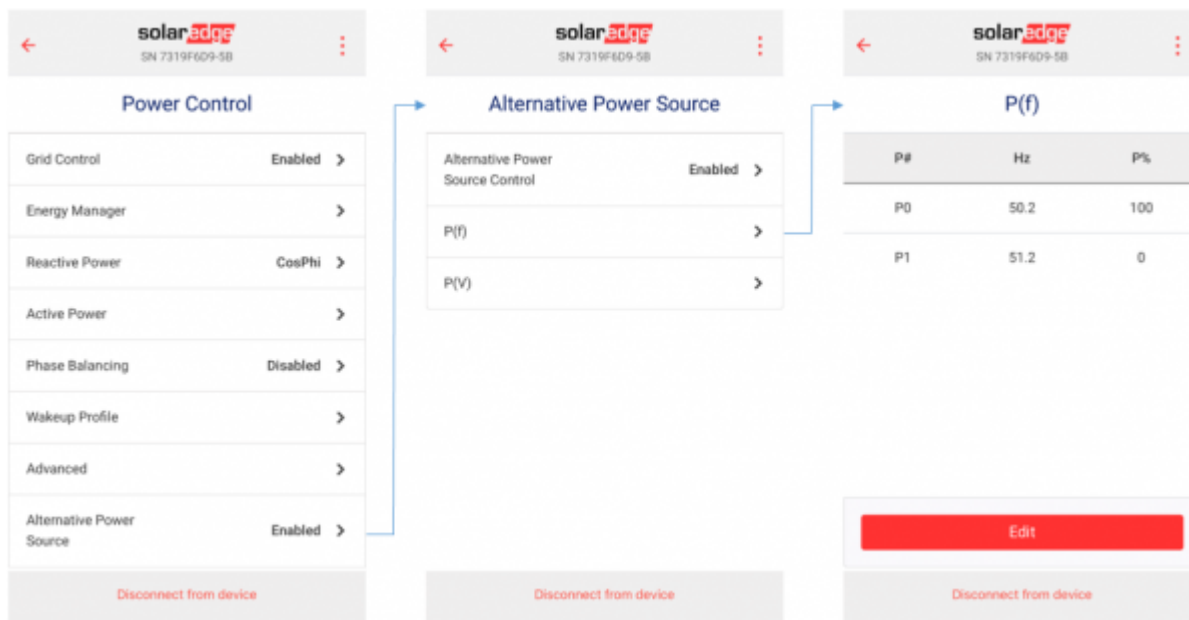 solaredge
SN 7319F6D9-5B
Power Control
Grid Control Enabled
Energy Manager
Reactive Power CosPhi
Active Power
Phase Balancing Disabled
Wakeup Profile
Advanced
Alternative Power
Source Enabled
Disconnect from device
solaredge
SN 7319F6D9-5B
Alternative Power Source
Alternative Power
Source Control Enabled
P(f)
P(V)
Disconnect from device
solaredge
SN 7319F6D9-5B
P(f)
P# Hz P%
P0 50.2 100
P1 51.2 0
Edit
Disconnect from device